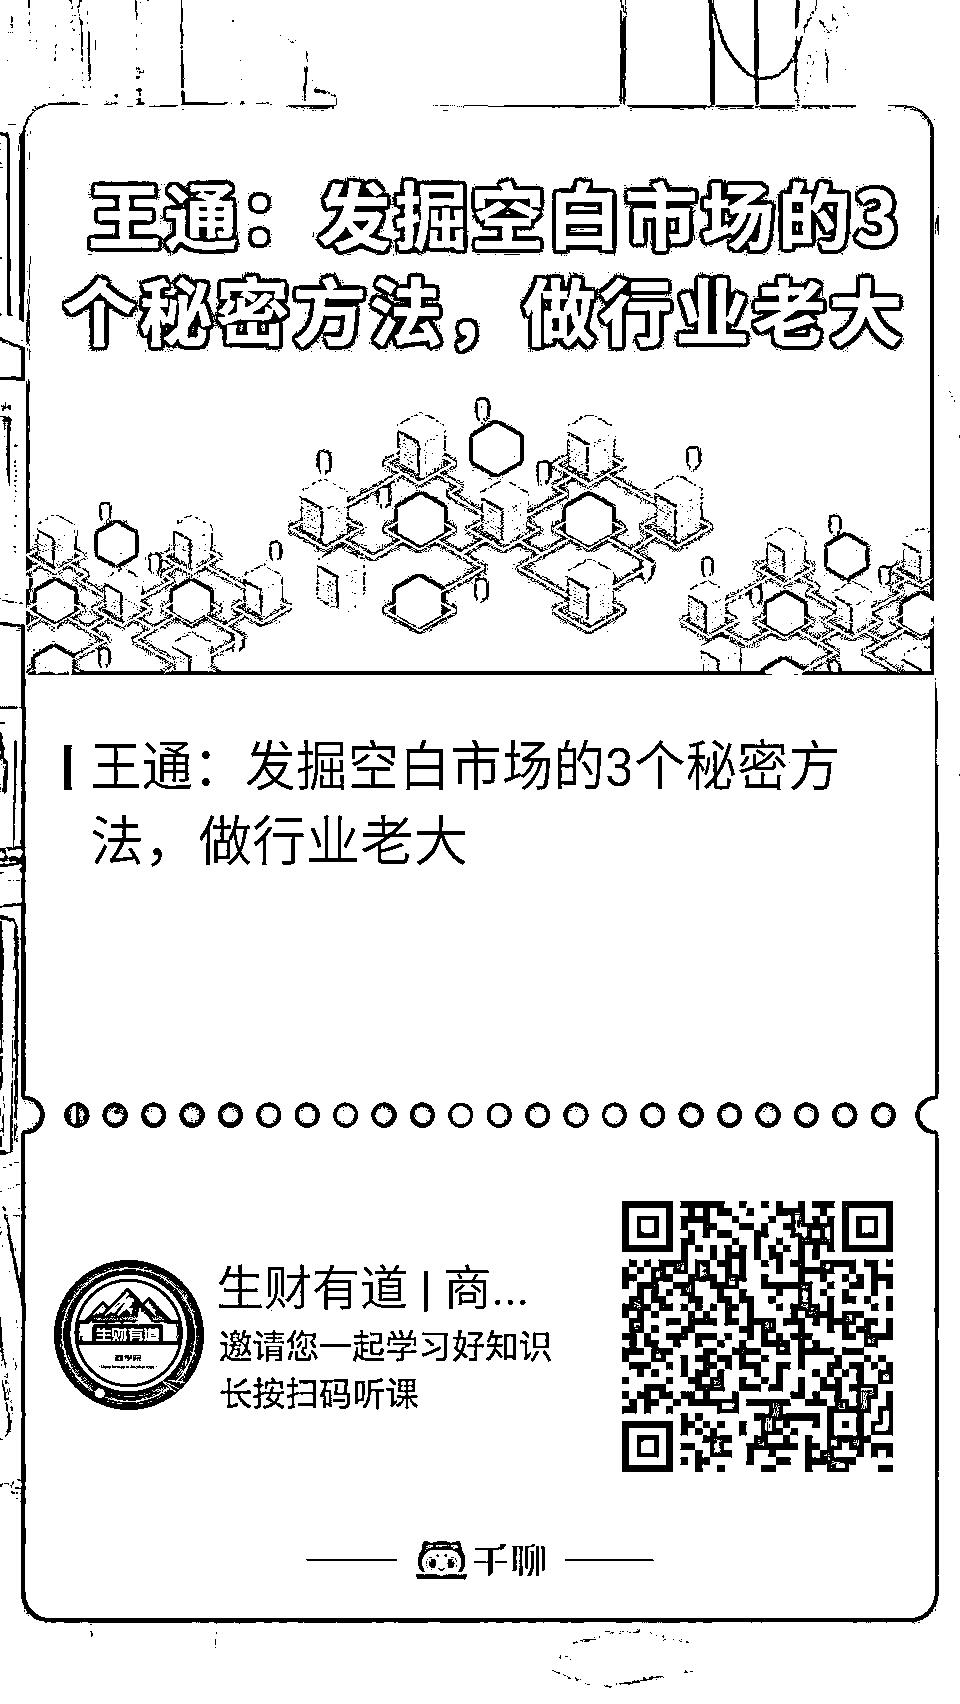 王通：发掘空白市场的3
个秘密方法，做行业老大
王通：发掘空白市场的3个秘密方
法，做行业老大
生财有道 | 商...
邀请您一起学习好知识
长按扫码听课
生财有道
商学院
千聊